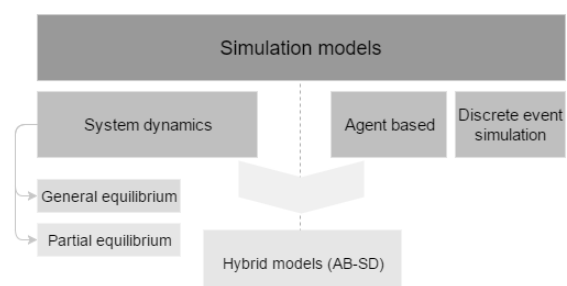 Simulation models
System dynamics
Agent based
Discrete event
simulation
General equilibrium
Partial equilibrium
Hybrid models (AB-SD)